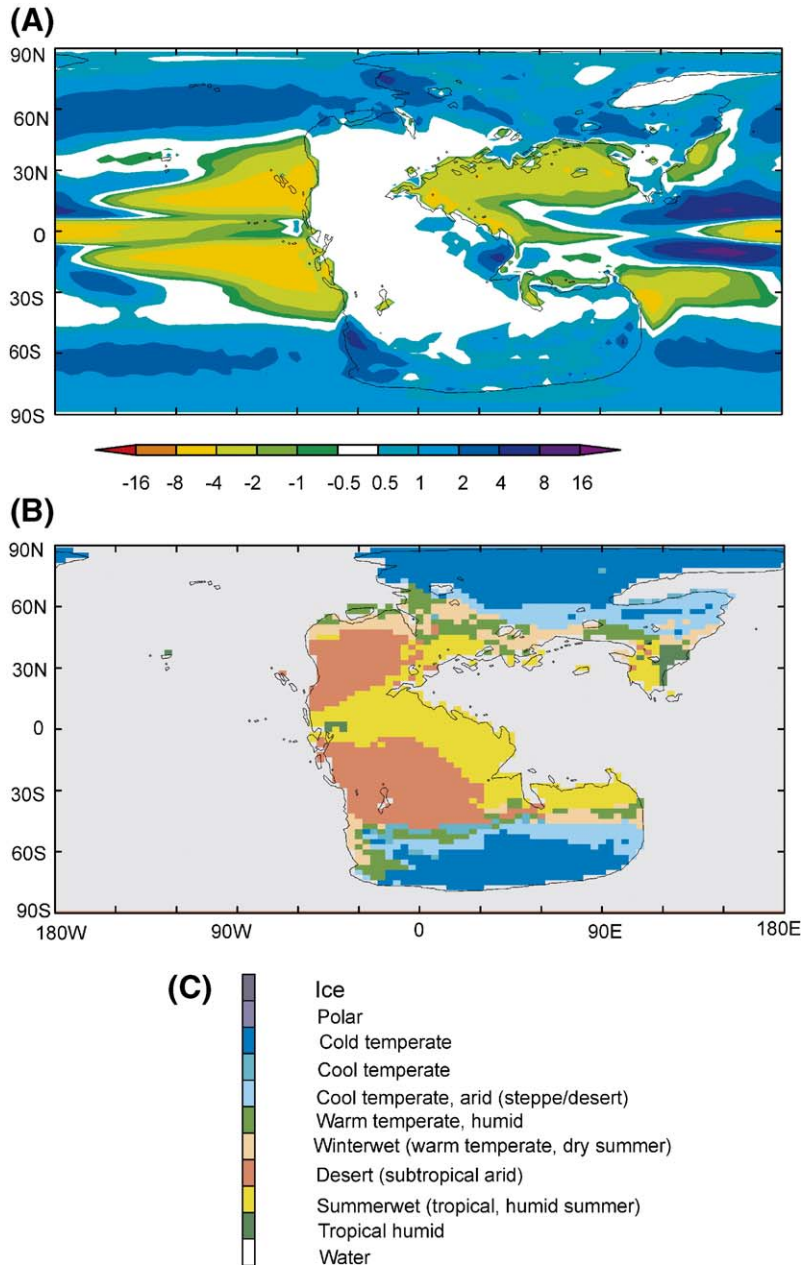 (A)
90N
60N
30N
0
30S
60S
90S
-16 -8 -4 -2 -1 -0.5 0.5 1 2 4 8 16
(B)
90N
60N
30N
0
30S
60S
90S
180W 90W 0 90E 180E
(C)
Ice
Polar
Cold temperate
Cool temperate
Cool temperate, arid (steppe/desert)
Warm temperate, humid
Winterwet (warm temperate, dry summer)
Desert (subtropical arid)
Summerwet (tropical, humid summer)
Tropical humid
Water